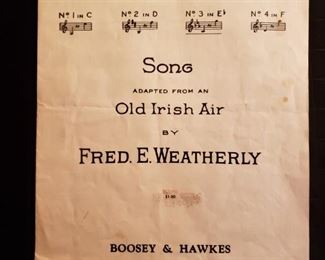 No 1 IN C No 2 IN D No 3 IN E♭ No 4 IN F
SONG
ADAPTED FROM AN
Old Irish Air
BY
FRED. E. WEATHERLY
BOOSEY & HAWKES